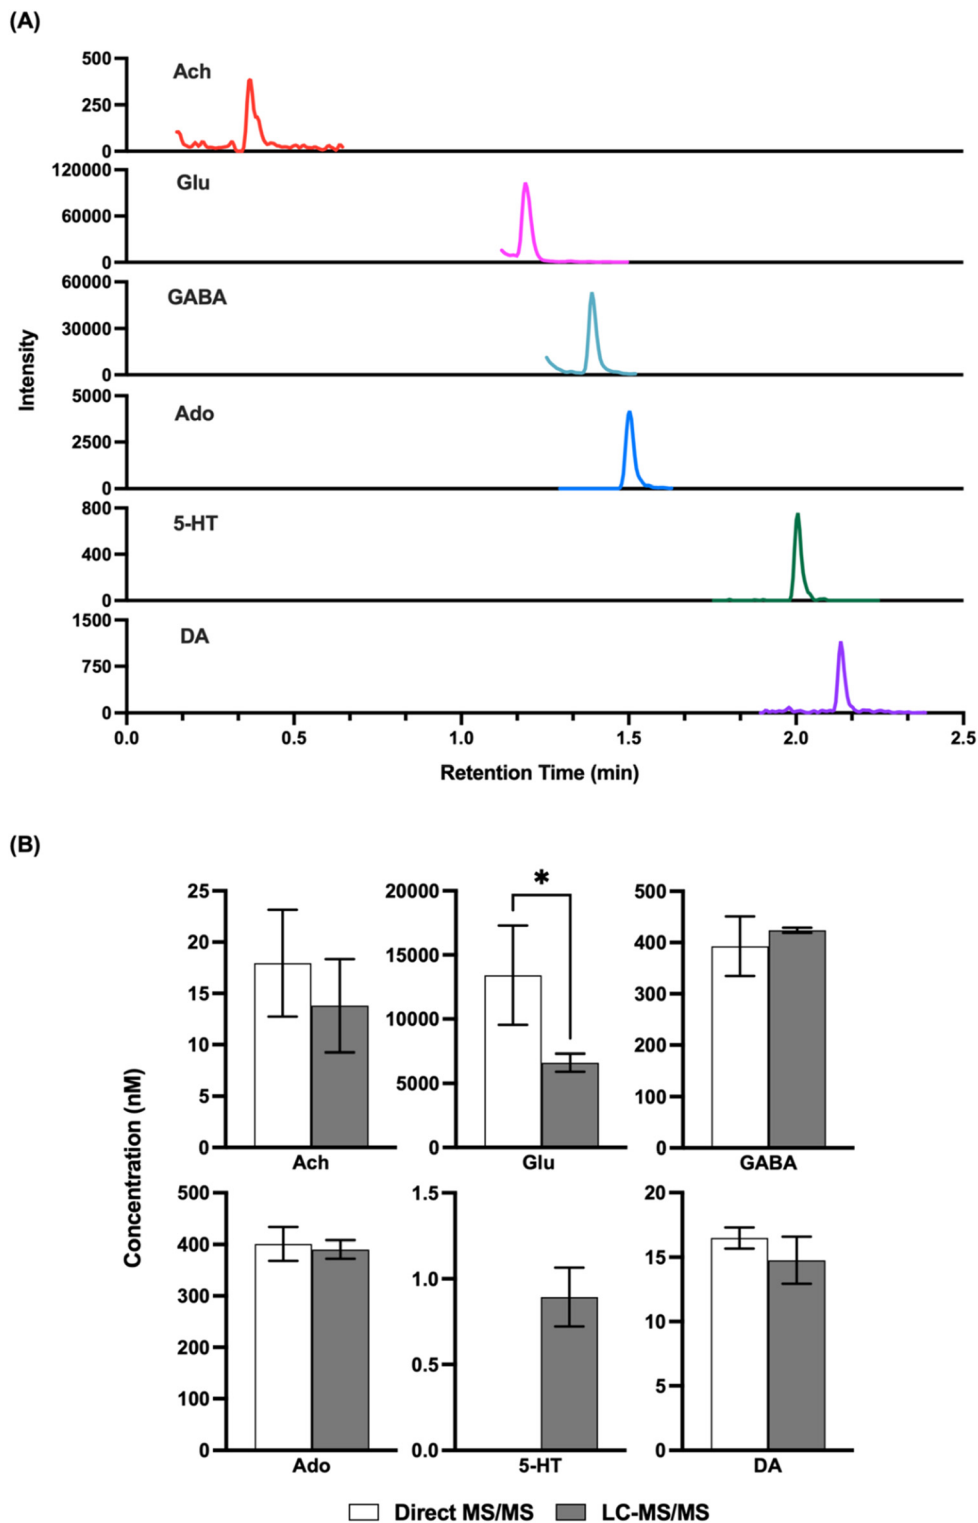 (A)
500
Ach
250
0
120000
Glu
60000
0
60000
GABA
30000
0
Intensity
5000
Ado
2500
0
800
5-HT
400
0
1500
DA
750
0
0.0 0.5 1.0 1.5 2.0 2.5
Retention Time (min)
(B)
Concentration (nM)
25
20
15
10
5
0
Ach
*
20000
15000
10000
5000
0
Glu
500
400
300
200
100
0
GABA
500
400
300
200
100
0
Ado
1.5
1.0
0.5
0.0
5-HT
20
15
10
5
0
DA
Direct MS/MS LC-MS/MS